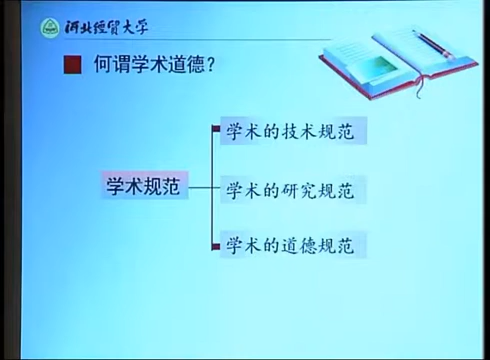 河北经贸大学
何谓学术道德？
学术的技术规范
学术规范
学术的研究规范
学术的道德规范